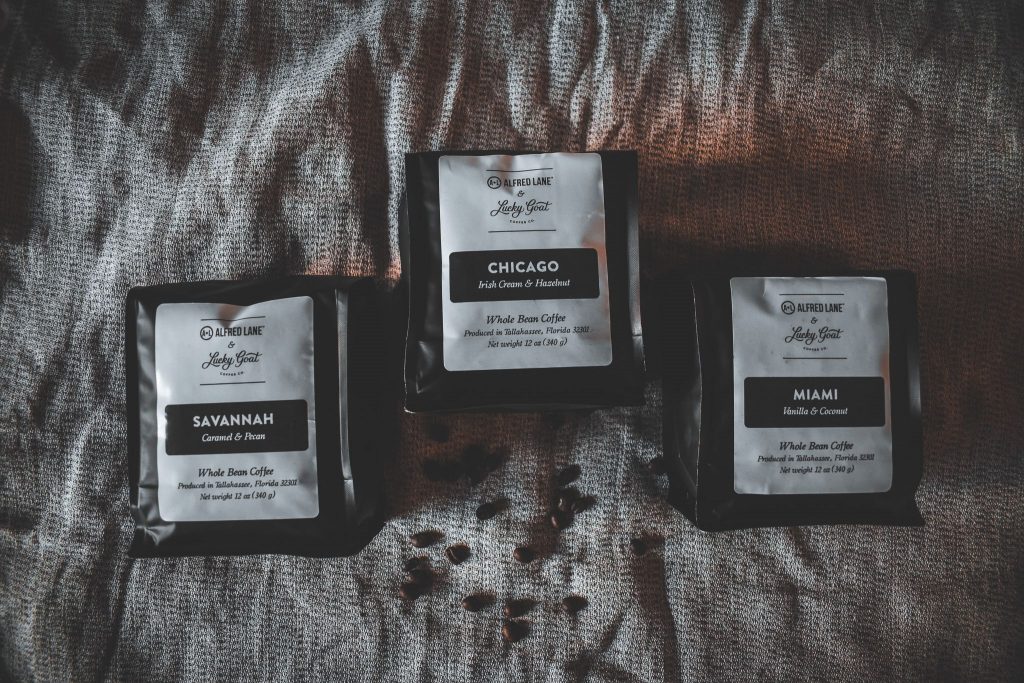 A+L ALFRED LANE™
&
Lucky Goat
COFFEE CO.
SAVANNAH
Caramel & Pecan
Whole Bean Coffee
Produced in Tallahassee, Florida 32301
Net weight 12 oz (340 g)
A+L ALFRED LANE™
&
Lucky Goat
COFFEE CO.
CHICAGO
Irish Cream & Hazelnut
Whole Bean Coffee
Produced in Tallahassee, Florida 32301
Net weight 12 oz (340 g)
A+L ALFRED LANE™
&
Lucky Goat
COFFEE CO.
MIAMI
Vanilla & Coconut
Whole Bean Coffee
Produced in Tallahassee, Florida 32301
Net weight 12 oz (340 g)